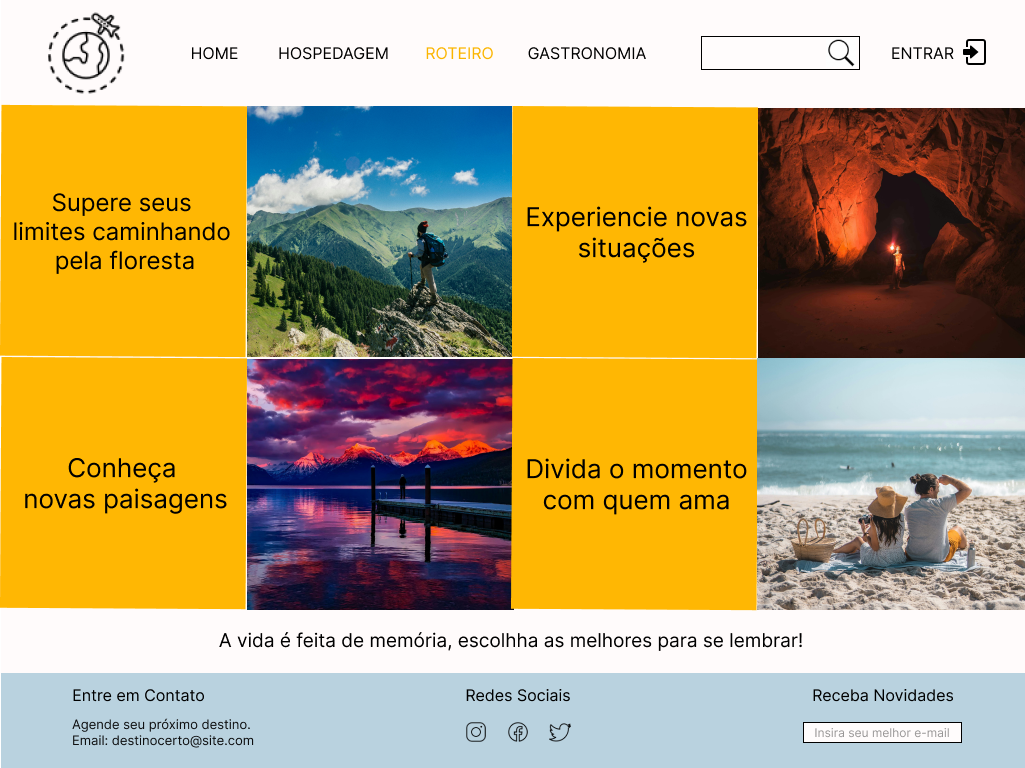 HOME
HOSPEDAGEM
ROTEIRO
GASTRONOMIA
ENTRAR
Supere seus
limites caminhando
pela floresta
Experiencie novas
situações
Conheça
novas paisagens
Divida o momento
com quem ama
A vida é feita de memória, escolhha as melhores para se lembrar!
Entre em Contato
Agende seu próximo destino.
Email: destinocerto@site.com
Redes Sociais
Receba Novidades
Insira seu melhor e-mail